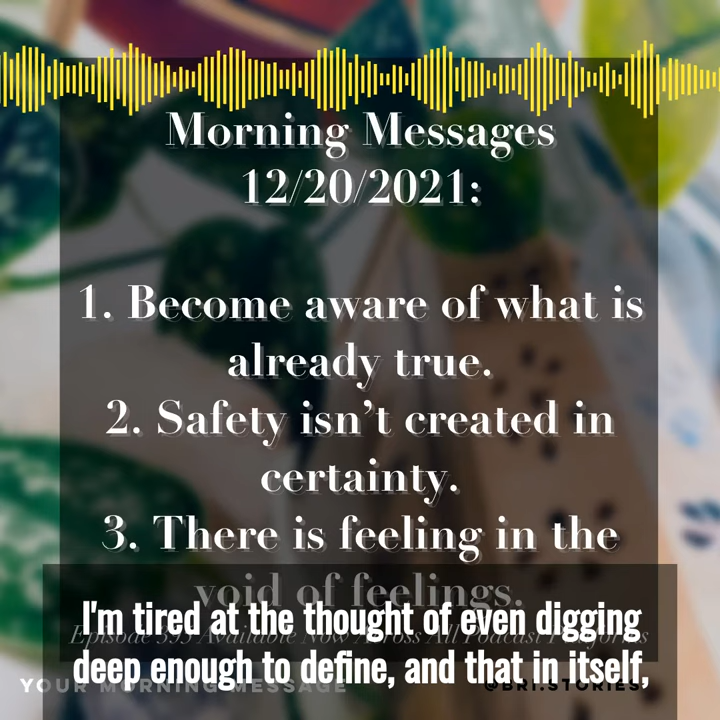 Morning Messages
12/20/2021:
1. Become aware of what is
already true.
2. Safety isn't created in
certainty.
3. There is feeling in the
void of feelings.
I'm tired at the thought of even digging
Episode 593 Available Now Across All Podcast Platforms
deep enough to define, and that in itself,
YOUR MORNING MESSAGE
@BRI.STORIES